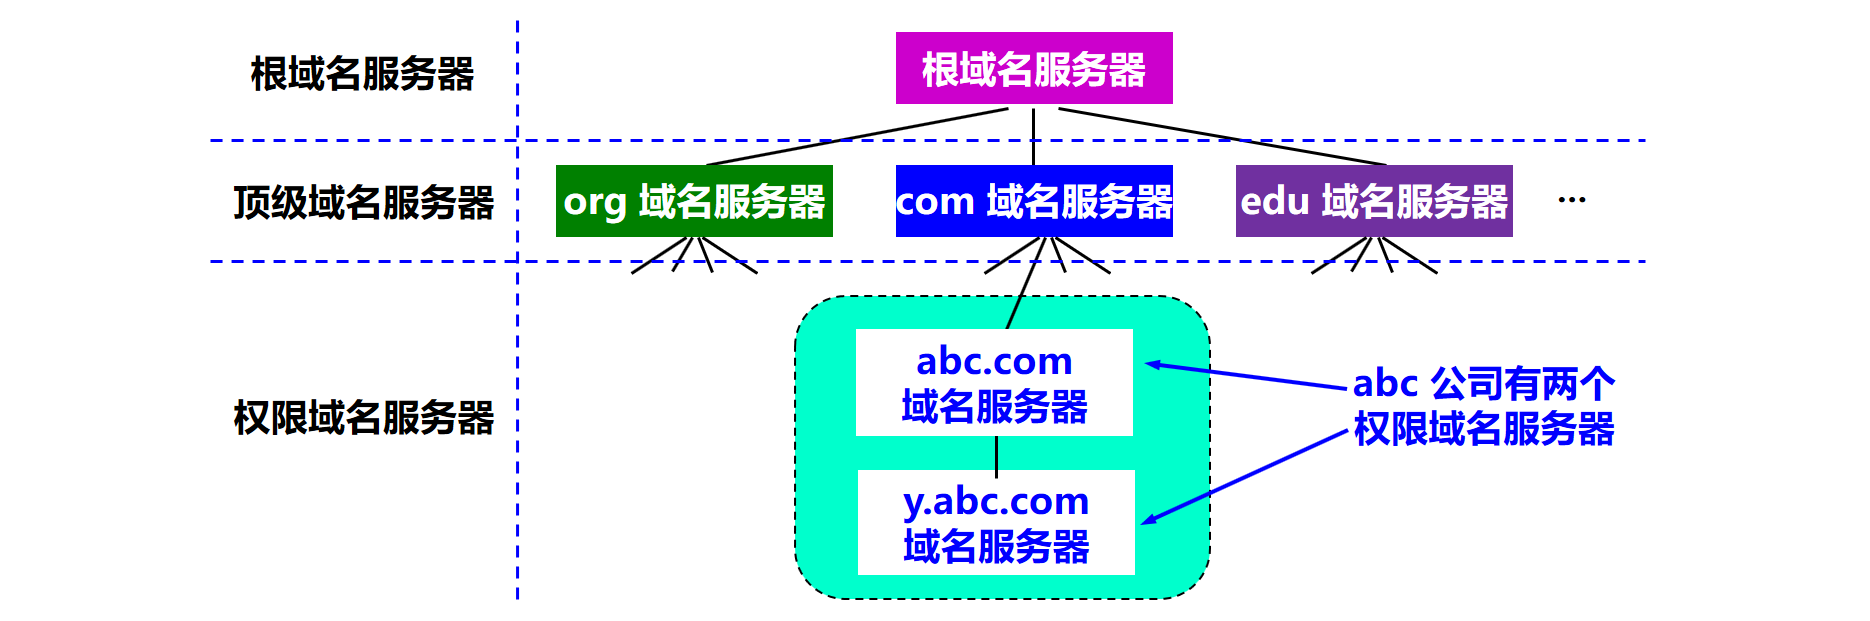 根域名服务器
根域名服务器
顶级域名服务器
org 域名服务器
com 域名服务器
edu 域名服务器
...
权限域名服务器
abc.com
域名服务器
y.abc.com
域名服务器
abc 公司有两个
权限域名服务器